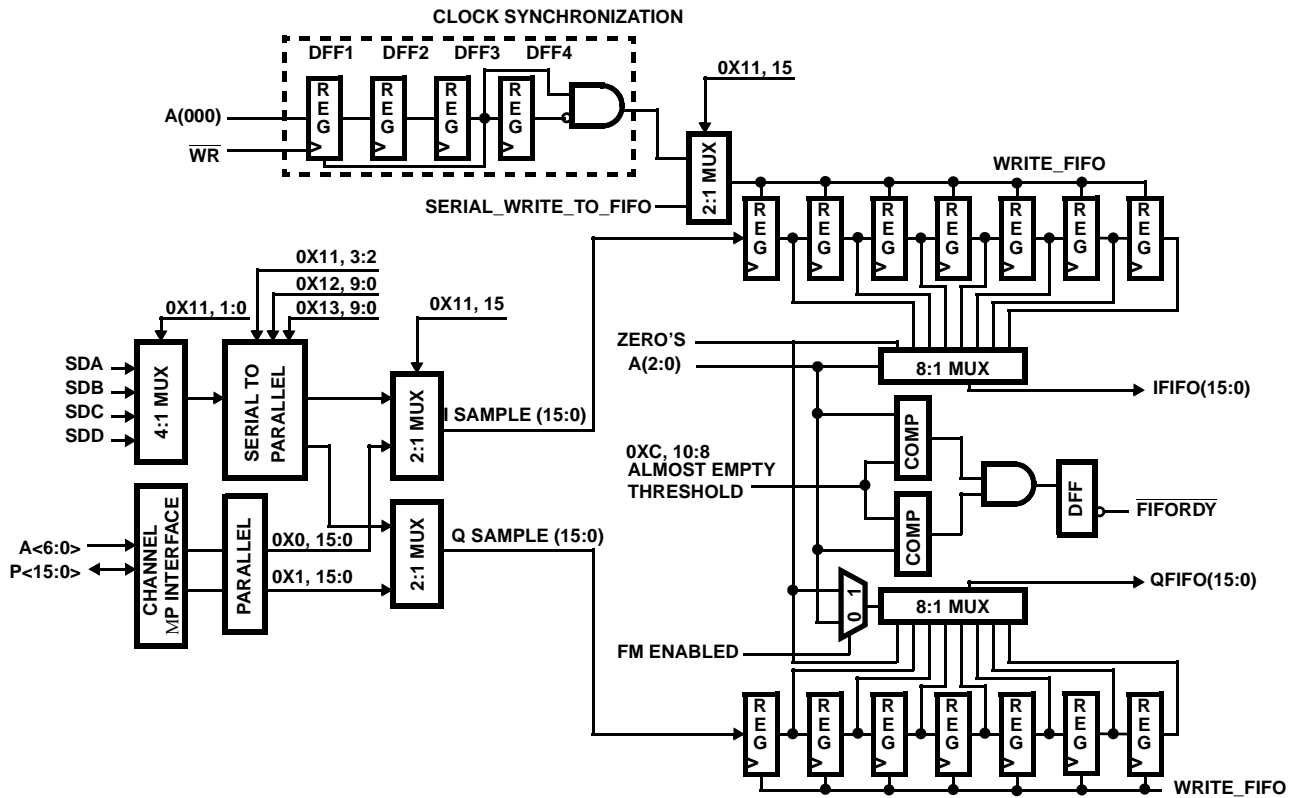 CLOCK SYNCHRONIZATION
DFF1 DFF2 DFF3 DFF4
REG
REG
REG
REG
A(000)
WR
0X11, 15
2:1 MUX
SERIAL_WRITE_TO_FIFO
WRITE_FIFO
REG
REG
REG
REG
REG
REG
REG
0X11, 3:2
0X12, 9:0
0X13, 9:0
0X11, 1:0
0X11, 15
SDA
SDB
SDC
SDD
4:1 MUX
SERIAL TO
PARALLEL
2:1 MUX
I SAMPLE (15:0)
ZERO'S
A(2:0)
8:1 MUX
IFIFO(15:0)
0XC, 10:8
ALMOST EMPTY
THRESHOLD
COMP
COMP
DFF
FIFORDY
A<6:0>
P<15:0>
CHANNEL
MP INTERFACE
PARALLEL
0X0, 15:0
0X1, 15:0
2:1 MUX
Q SAMPLE (15:0)
0 1
8:1 MUX
QFIFO(15:0)
FM ENABLED
REG
REG
REG
REG
REG
REG
REG
WRITE_FIFO